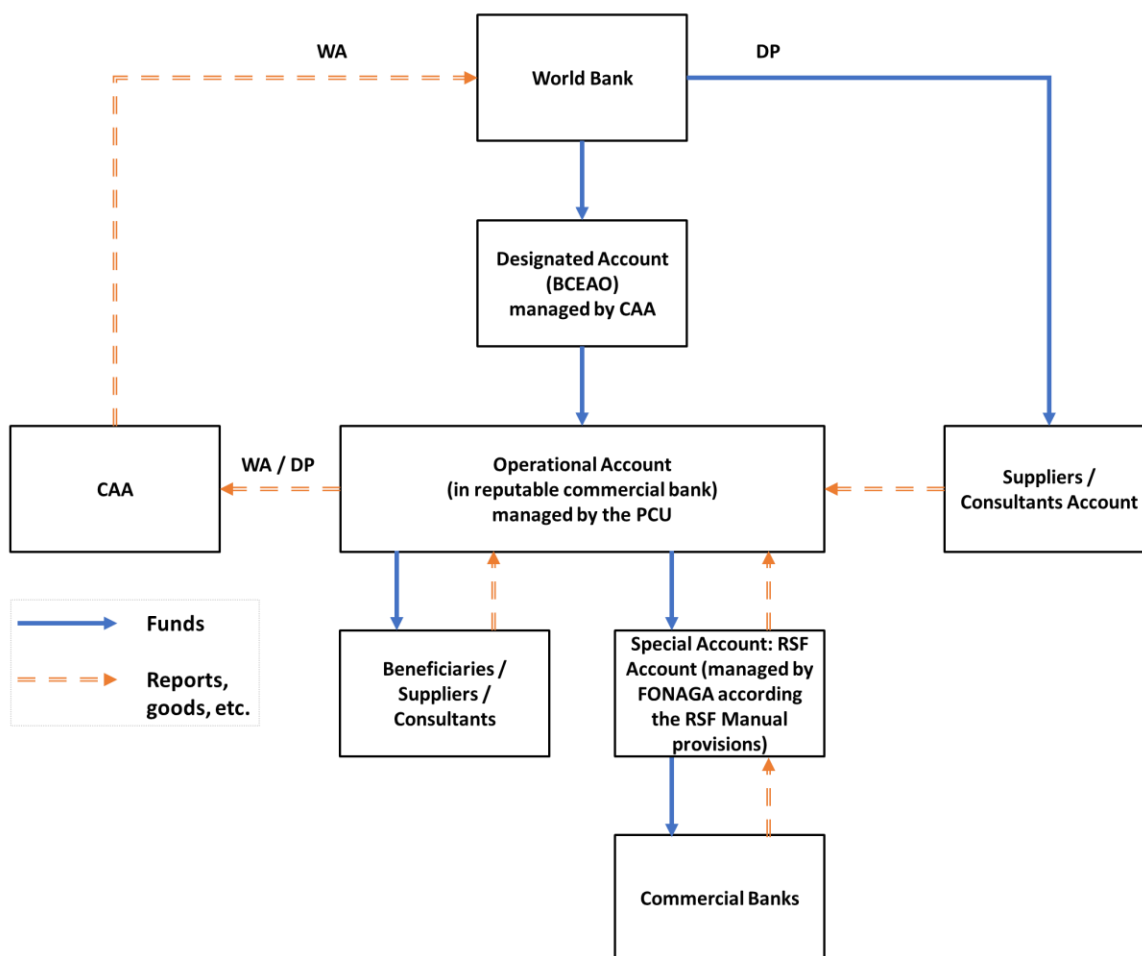 WA
DP
World Bank
Designated Account
(BCEAO)
managed by CAA
CAA
WA / DP
Operational Account
(in reputable commercial bank)
managed by the PCU
Suppliers /
Consultants Account
Funds
Reports,
goods, etc.
Beneficiaries /
Suppliers /
Consultants
Special Account: RSF
Account (managed by
FONAGA according
the RSF Manual
provisions)
Commercial Banks